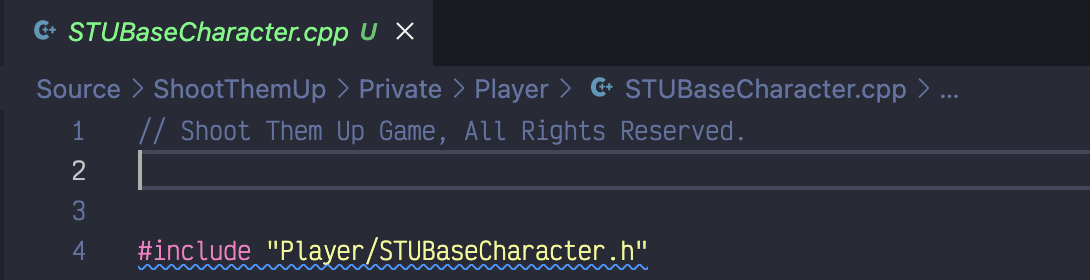 STUBaseCharacter.cpp U
Source > ShootThemUp > Private > Player > STUBaseCharacter.cpp > ...
1 // Shoot Them Up Game, All Rights Reserved.
2
3
4 #include "Player/STUBaseCharacter.h"